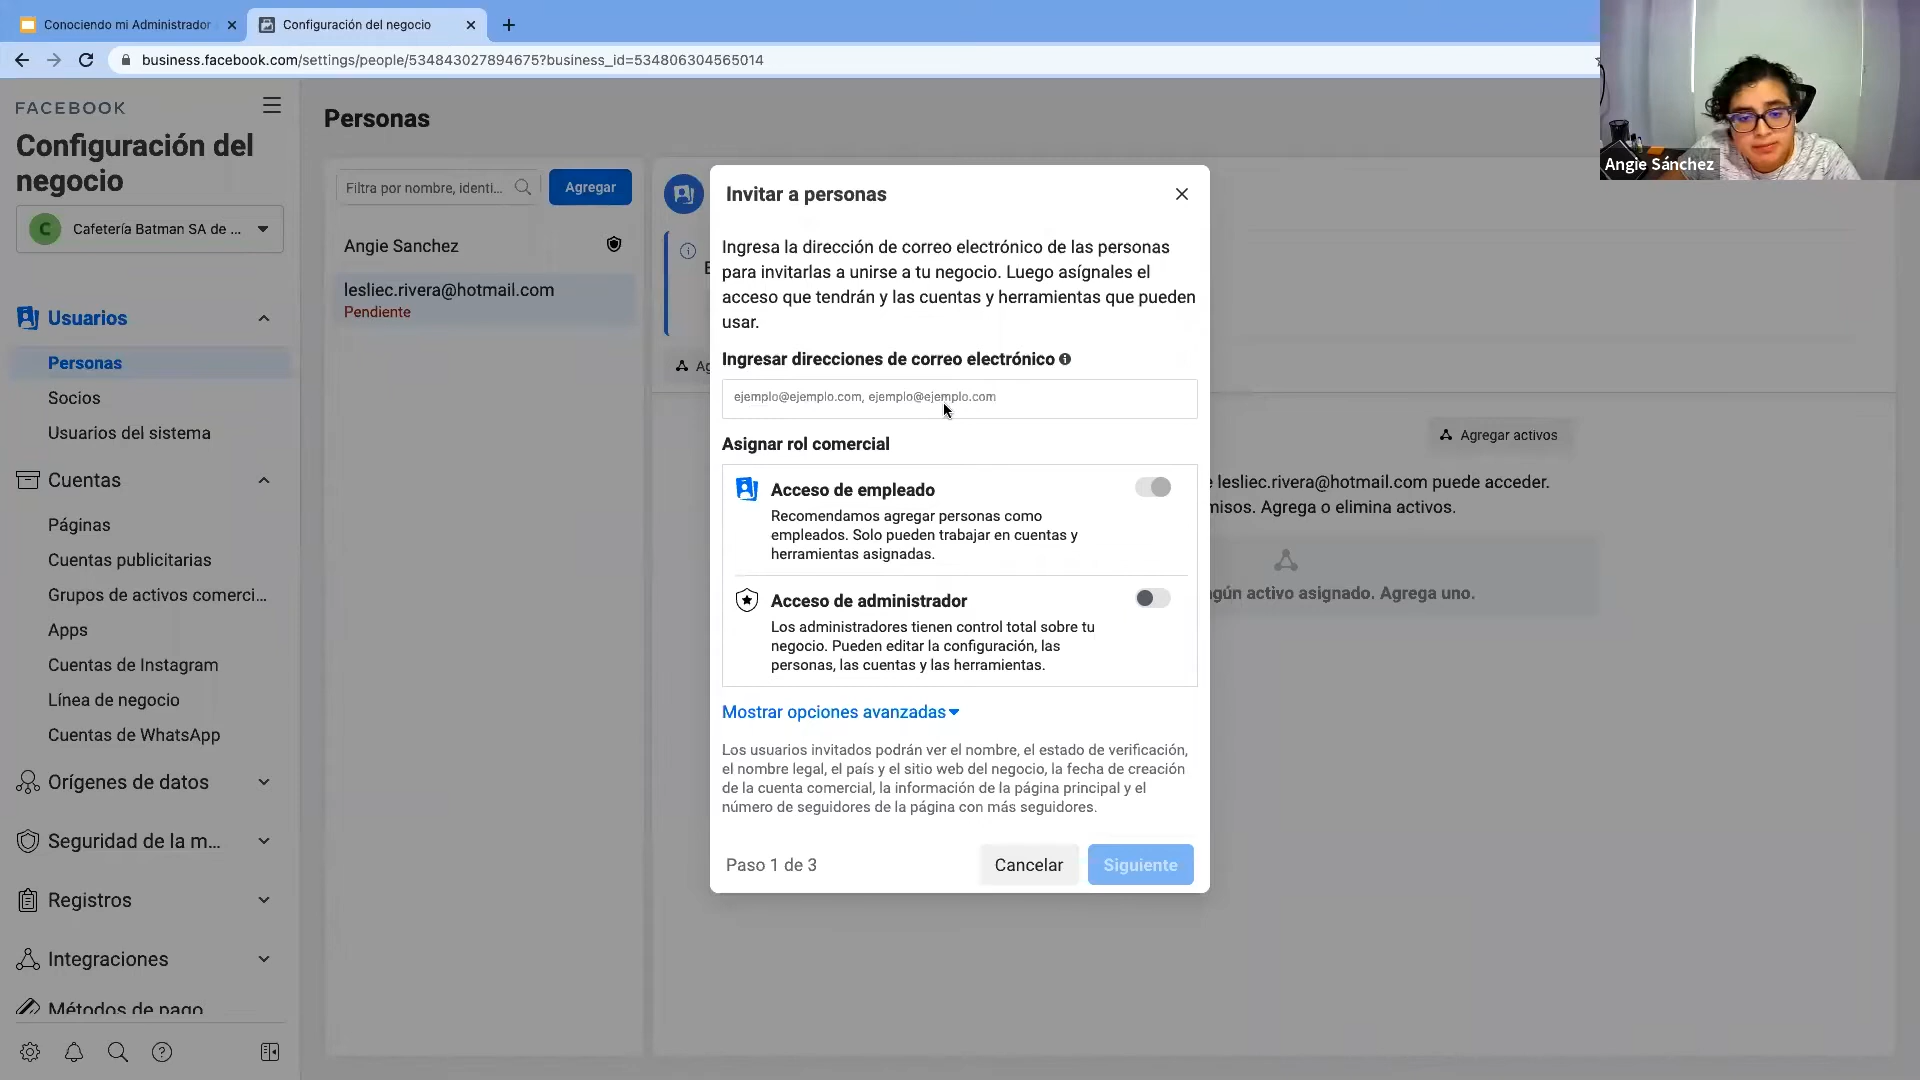 Conociendo mi Administrador
Configuración del negocio
business.facebook.com/settings/people/534843027894675?business_id=534806304565014
Angie Sánchez
FACEBOOK
Configuración del
negocio
C
Cafetería Batman SA de ...
Usuarios
Personas
Socios
Usuarios del sistema
Cuentas
Páginas
Cuentas publicitarias
Grupos de activos comerci...
Apps
Cuentas de Instagram
Línea de negocio
Cuentas de WhatsApp
Orígenes de datos
Seguridad de la m...
Registros
Integraciones
Métodos de pago
Personas
Filtra por nombre, identi...
Agregar
Angie Sanchez
lesliec.rivera@hotmail.com
Pendiente
Invitar a personas
Ingresa la dirección de correo electrónico de las personas
para invitarlas a unirse a tu negocio. Luego asígnales el
acceso que tendrán y las cuentas y herramientas que pueden
usar.
Ingresar direcciones de correo electrónico
ejemplo@ejemplo.com, ejemplo@ejemplo.com
Asignar rol comercial
Acceso de empleado
Recomendamos agregar personas como
empleados. Solo pueden trabajar en cuentas y
herramientas asignadas.
Acceso de administrador
Los administradores tienen control total sobre tu
negocio. Pueden editar la configuración, las
personas, las cuentas y las herramientas.
Mostrar opciones avanzadas
Los usuarios invitados podrán ver el nombre, el estado de verificación,
el nombre legal, el país y el sitio web del negocio, la fecha de creación
de la cuenta comercial, la información de la página principal y el
número de seguidores de la página con más seguidores.
Paso 1 de 3
Cancelar
Siguiente
Agregar activos
lesliec.rivera@hotmail.com puede acceder.
Agrega o elimina activos.
activo asignado. Agrega uno.